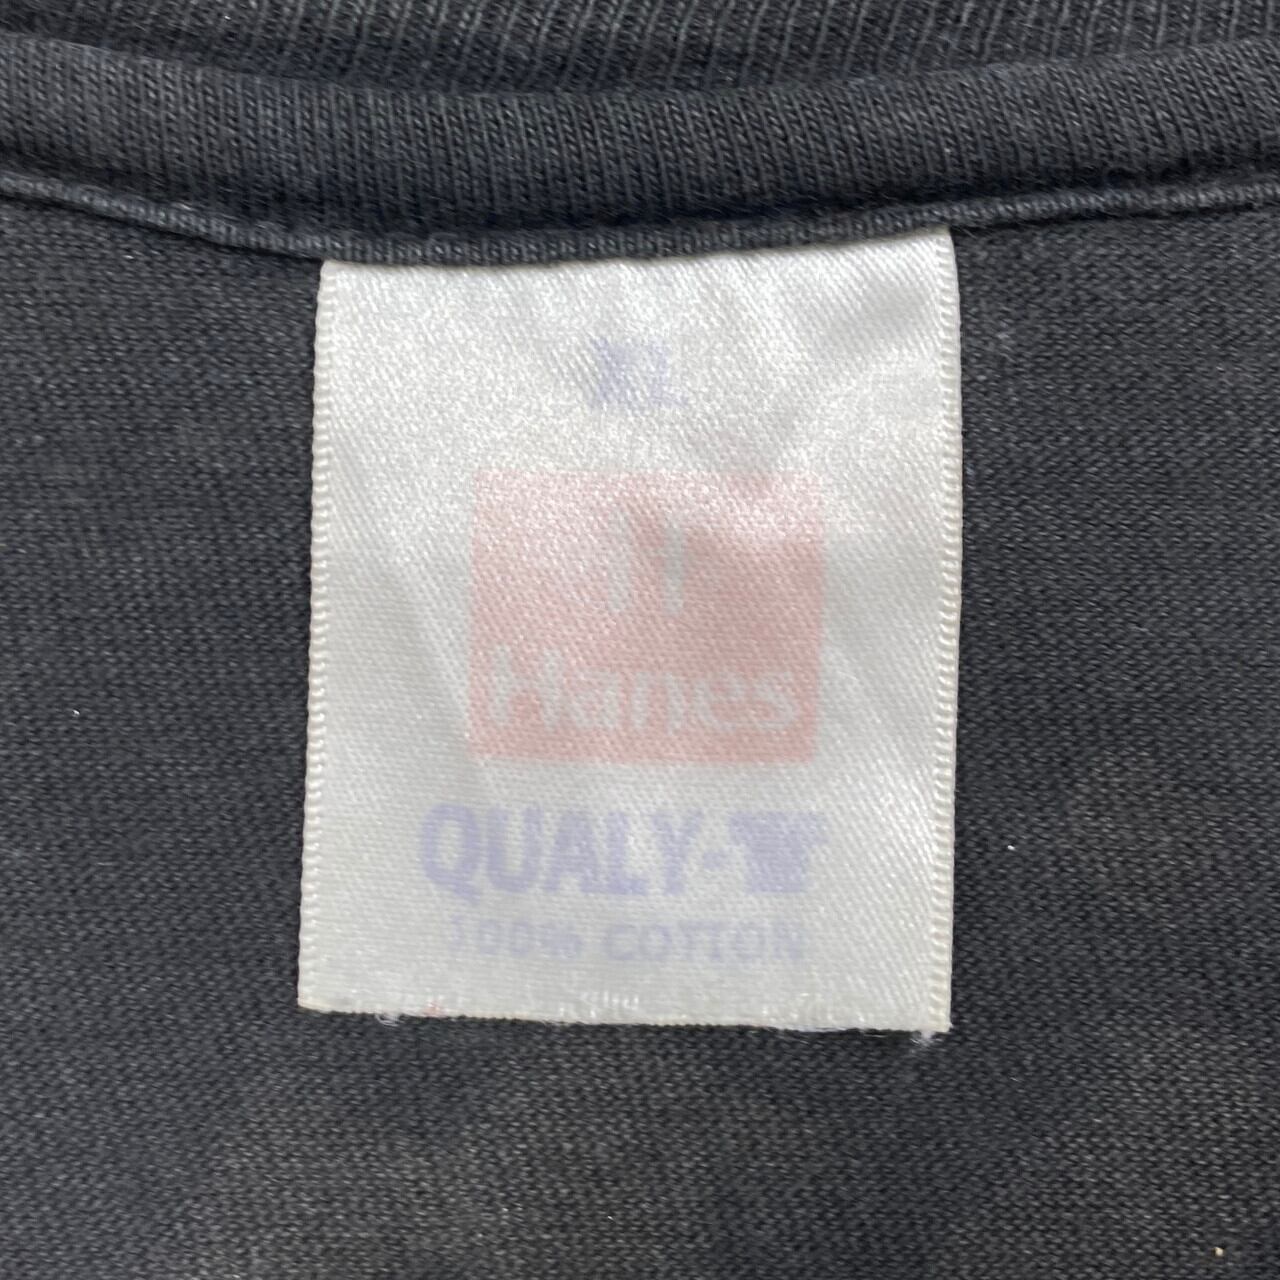 XL
H
Hanes
QUALY-
100% COTTON